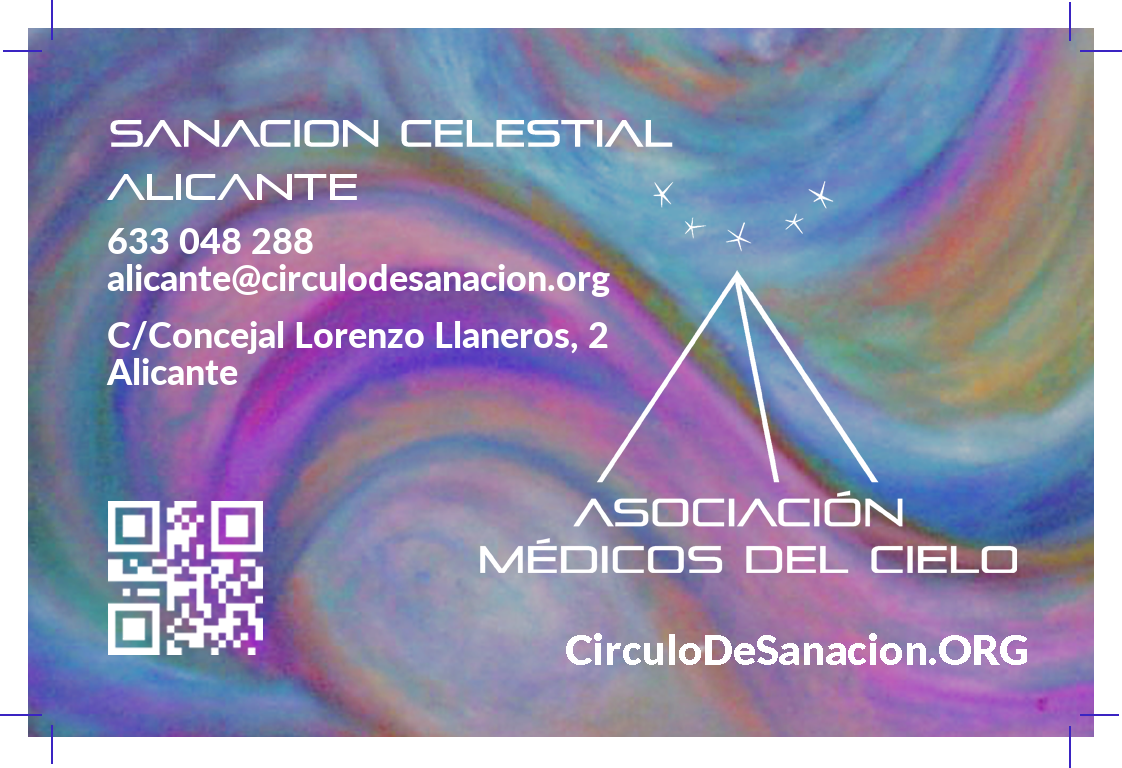 SANACION CELESTIAL
ALICANTE
633 048 288
alicante@circulodesanacion.org
C/Concejal Lorenzo Llaneros, 2
Alicante
ASOCIACIÓN
MÉDICOS DEL CIELO
CirculoDeSanacion.ORG